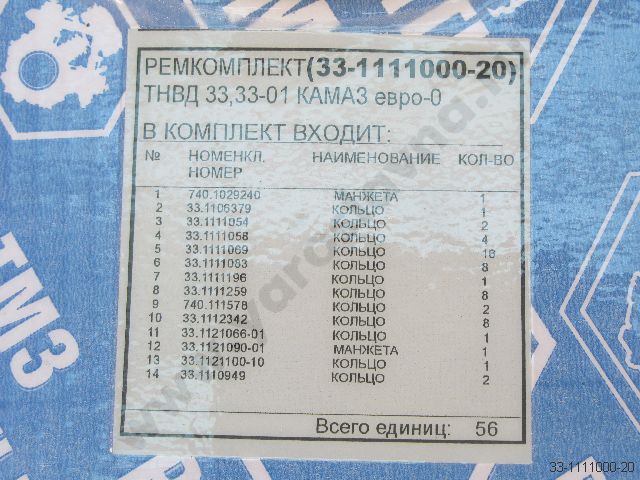 РЕМКОМПЛЕКТ(33-1111000-20)
ТНВД 33,33-01 КАМАЗ евро-0
В КОМПЛЕКТ ВХОДИТ:
№ НОМЕНКЛ. НАИМЕНОВАНИЕ КОЛ-ВО
НОМЕР
1 740.1029240 МАНЖЕТА 1
2 33.1106379 КОЛЬЦО 1
3 33.1111054 КОЛЬЦО 2
4 33.1111058 КОЛЬЦО 4
5 33.1111069 КОЛЬЦО 16
6 33.1111083 КОЛЬЦО 8
7 33.1111196 КОЛЬЦО 1
8 33.1111259 КОЛЬЦО 8
9 740.111578 КОЛЬЦО 2
10 33.1112342 КОЛЬЦО 8
11 33.1121066-01 КОЛЬЦО 1
12 33.1121090-01 МАНЖЕТА 1
13 33.1121100-10 КОЛЬЦО 1
14 33.1110949 КОЛЬЦО 2
Всего единиц: 56
ТМЗ
33-1111000-20